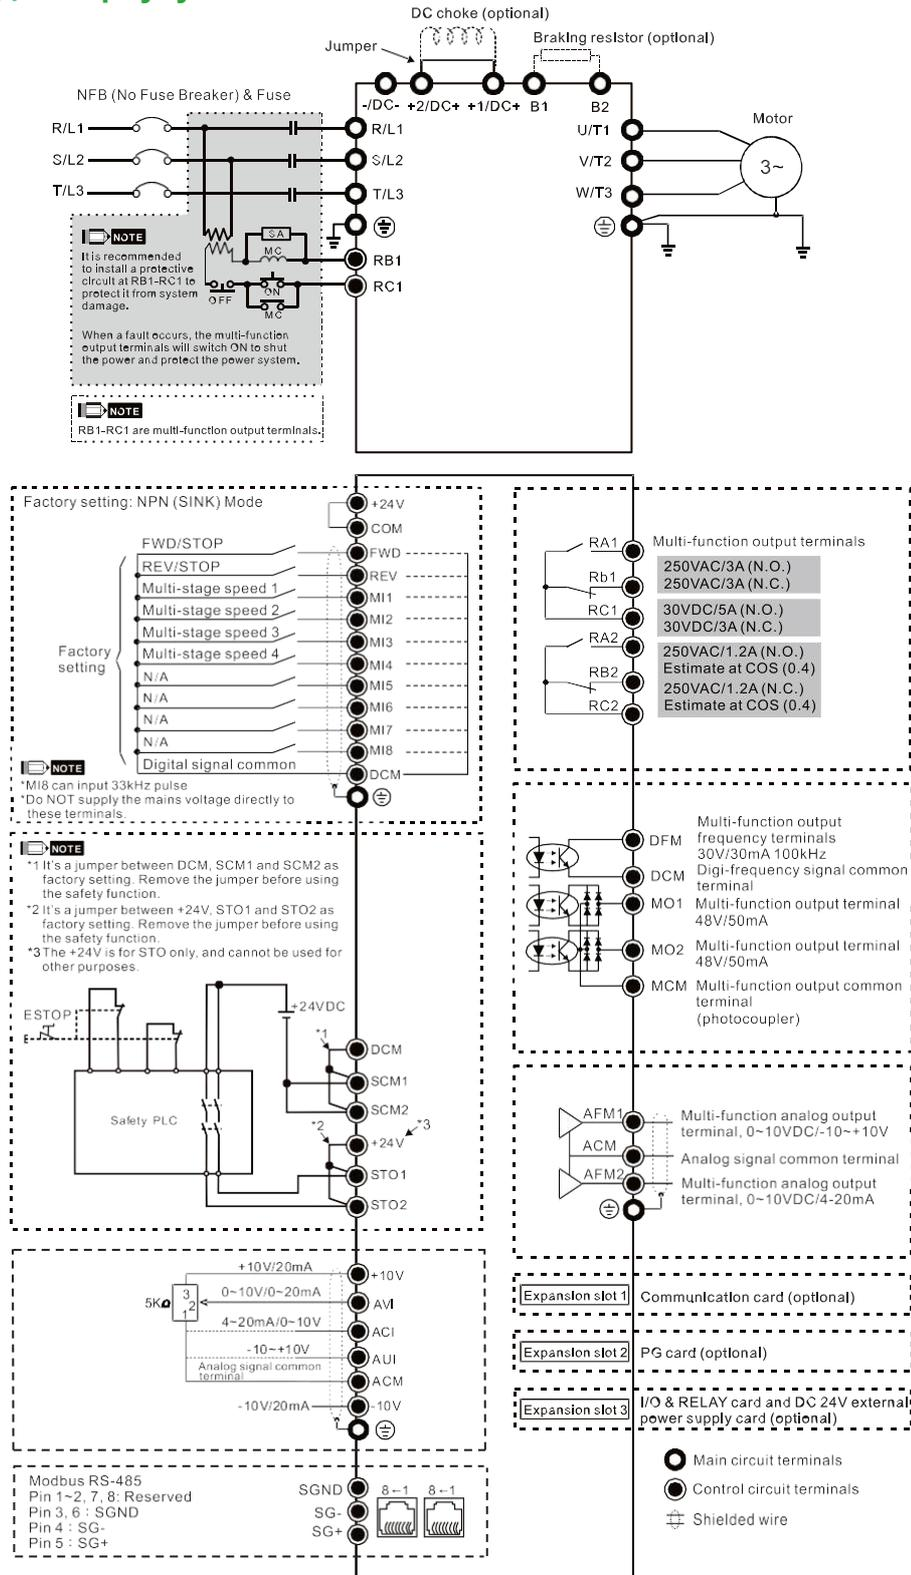 DC choke (optional)
Jumper
Braking resistor (optional)
NFB (No Fuse Breaker) & Fuse
-/DC-
+2/DC+
+1/DC+
B1
B2
Motor
R/L1
R/L1
U/T1
S/L2
S/L2
V/T2
3~
T/L3
T/L3
W/T3
NOTE
It is recommended
to install a protective
circuit at RB1-RC1 to
protect it from system
damage.
SA
MC
RB1
OFF
ON
MC
RC1
When a fault occurs, the multi-function
output terminals will switch ON to shut
the power and protect the power system.
NOTE
RB1-RC1 are multi-function output terminals.
Factory setting: NPN (SINK) Mode
+24V
COM
FWD/STOP
FWD
REV/STOP
REV
Multi-stage speed 1
MI1
Multi-stage speed 2
MI2
Multi-stage speed 3
MI3
Factory
setting
Multi-stage speed 4
MI4
N/A
MI5
N/A
MI6
N/A
MI7
N/A
MI8
Digital signal common
DCM
NOTE
*MI8 can input 33kHz pulse
*Do NOT supply the mains voltage directly to
these terminals.
RA1
Multi-function output terminals
250VAC/3A (N.O.)
Rb1
250VAC/3A (N.C.)
RC1
30VDC/5A (N.O.)
30VDC/3A (N.C.)
RA2
250VAC/1.2A (N.O.)
Estimate at COS (0.4)
RB2
250VAC/1.2A (N.C.)
RC2
Estimate at COS (0.4)
NOTE
*1 It's a jumper between DCM, SCM1 and SCM2 as
factory setting. Remove the jumper before using
the safety function.
*2 It's a jumper between +24V, STO1 and STO2 as
factory setting. Remove the jumper before using
the safety function.
*3 The +24V is for STO only, and cannot be used for
other purposes.
ESTOP
+24VDC
*1
DCM
SCM1
Safety PLC
SCM2
*2
+24V
*3
STO1
STO2
DFM
Multi-function output
frequency terminals
30V/30mA 100kHz
DCM
Digi-frequency signal common
terminal
MO1
Multi-function output terminal
48V/50mA
MO2
Multi-function output terminal
48V/50mA
MCM
Multi-function output common
terminal
(photocoupler)
AFM1
Multi-function analog output
terminal, 0~10VDC/-10~+10V
ACM
Analog signal common terminal
AFM2
Multi-function analog output
terminal, 0~10VDC/4-20mA
+10V/20mA
+10V
5KΩ
3
2
1
0~10V/0~20mA
AVI
4~20mA/0~10V
ACI
-10~+10V
AUI
Analog signal common
terminal
ACM
-10V/20mA
-10V
Expansion slot 1
Communication card (optional)
Expansion slot 2
PG card (optional)
Expansion slot 3
I/O & RELAY card and DC 24V external
power supply card (optional)
Modbus RS-485
Pin 1~2, 7, 8: Reserved
Pin 3, 6 : SGND
Pin 4 : SG-
Pin 5 : SG+
SGND
SG-
SG+
8←1
8←1
Main circuit terminals
Control circuit terminals
Shielded wire